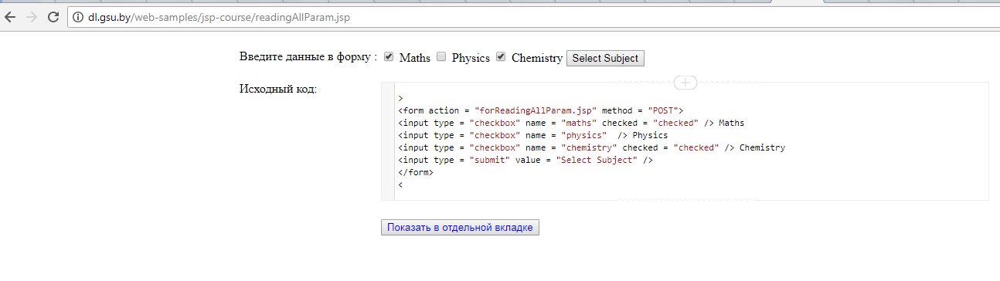 dl.gsu.by/web-samples/jsp-course/readingAllParam.jsp
Введите данные в форму : Maths Physics Chemistry Select Subject
Исходный код:
>
<form action = "forReadingAllParam.jsp" method = "POST">
<input type = "checkbox" name = "maths" checked = "checked" /> Maths
<input type = "checkbox" name = "physics"  /> Physics
<input type = "checkbox" name = "chemistry" checked = "checked" /> Chemistry
<input type = "submit" value = "Select Subject" />
</form>
<
Показать в отдельной вкладке